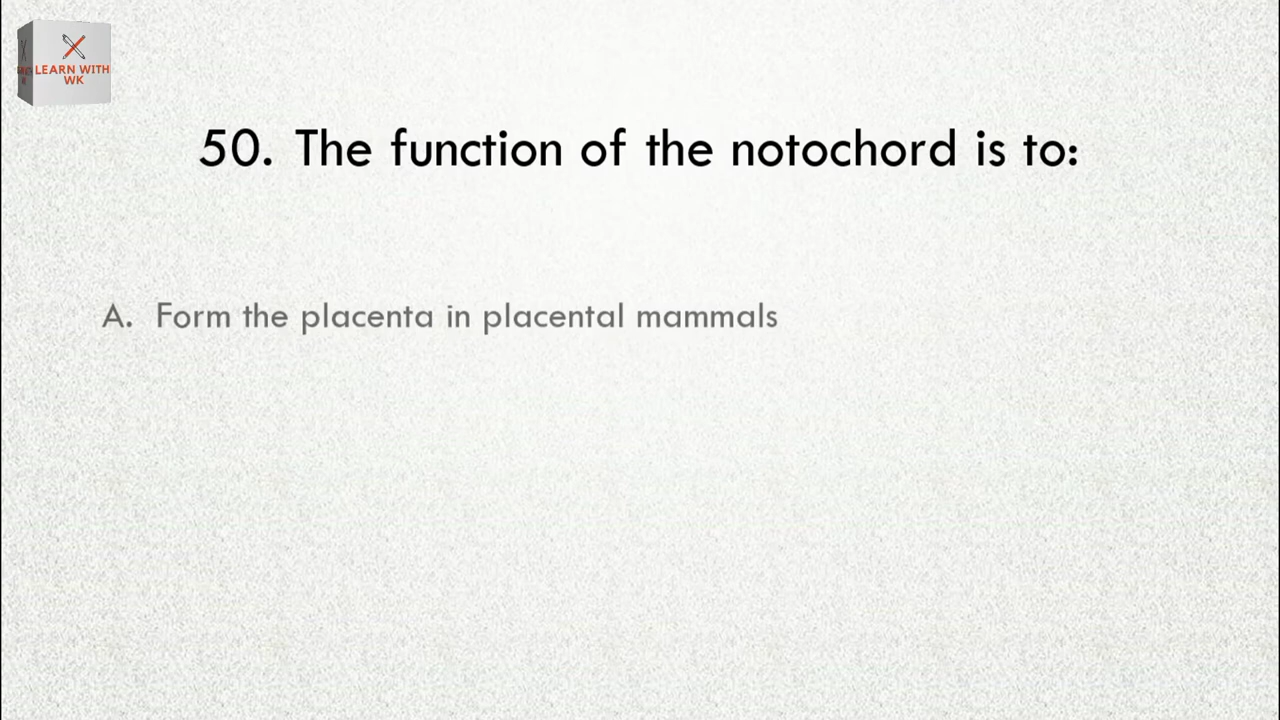 LEARN WITH
WK
50. The function of the notochord is to:
A. Form the placenta in placental mammals